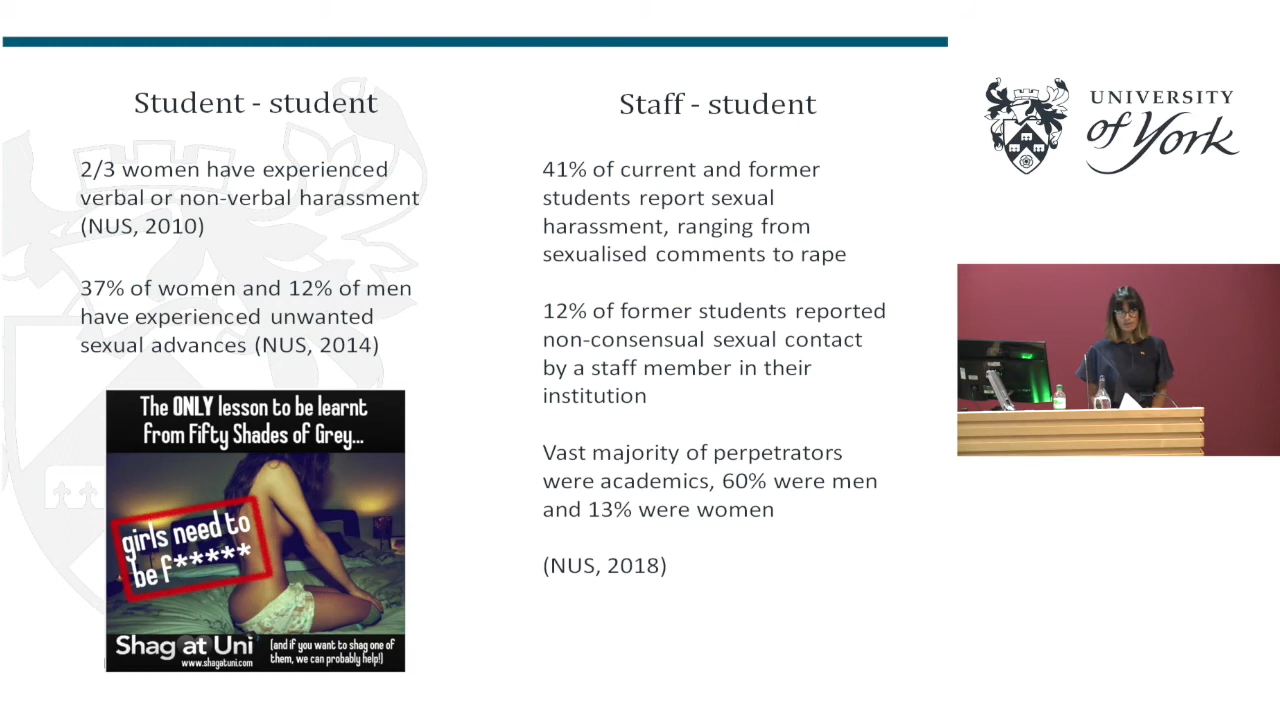 Student - student
2/3 women have experienced
verbal or non-verbal harassment
(NUS, 2010)
37% of women and 12% of men
have experienced unwanted
sexual advances (NUS, 2014)
The ONLY lesson to be learnt
from Fifty Shades of Grey...
girls need to
be f*****
Shag at Uni
www.shagatuni.com
(and if you want to shag one of
them, we can probably help!)
Staff - student
41% of current and former
students report sexual
harassment, ranging from
sexualised comments to rape
12% of former students reported
non-consensual sexual contact
by a staff member in their
institution
Vast majority of perpetrators
were academics, 60% were men
and 13% were women
(NUS, 2018)
UNIVERSITY
of York